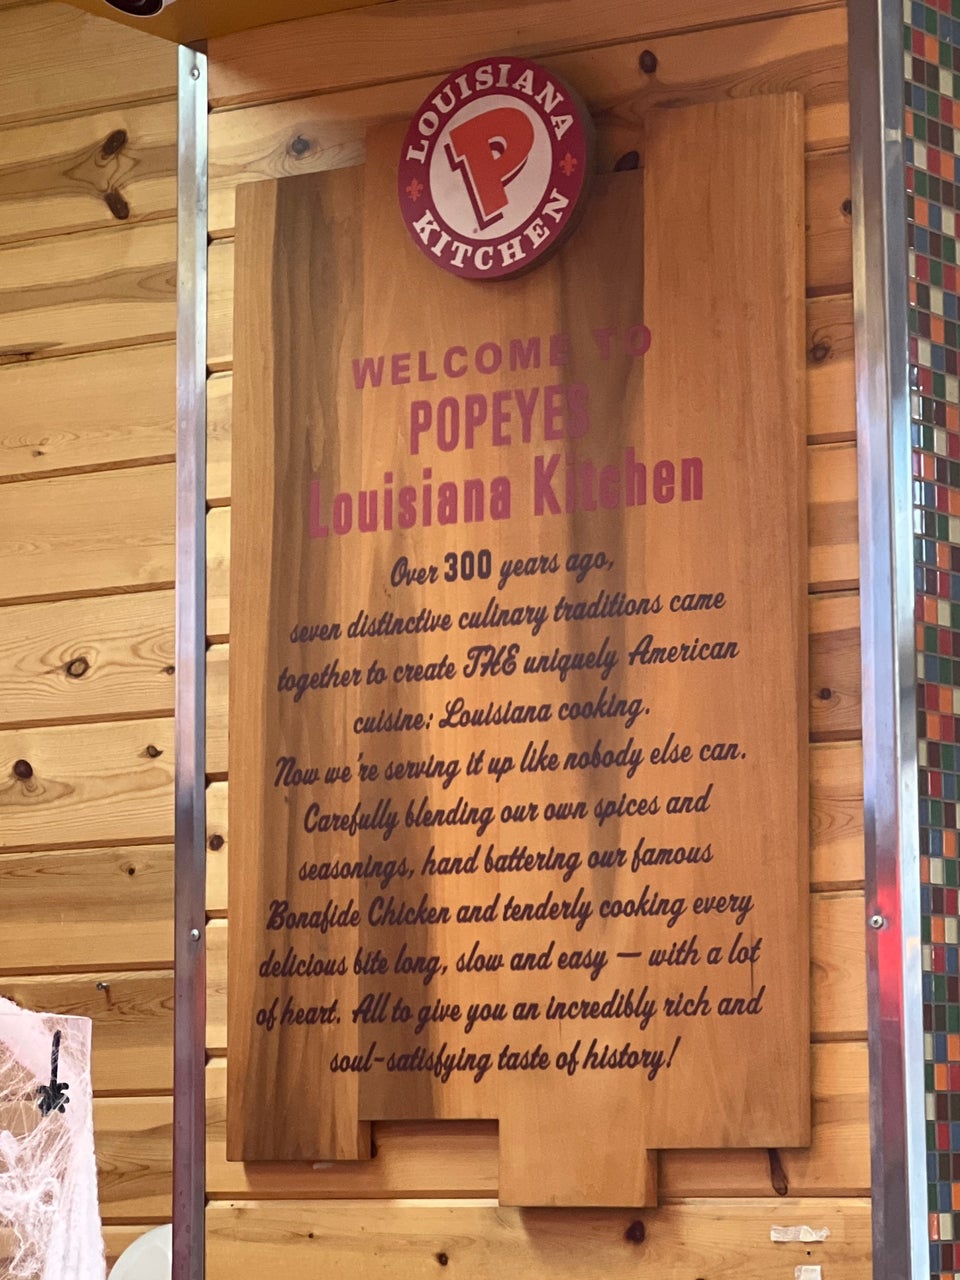 LOUISIANA
P
KITCHEN
WELCOME TO
POPEYES
Louisiana Kitchen
Over 300 years ago,
seven distinctive culinary traditions came
together to create THE uniquely American
cuisine: Louisiana cooking.
Now we're serving it up like nobody else can.
Carefully blending our own spices and
seasonings, hand battering our famous
Bonafide Chicken and tenderly cooking every
delicious bite long, slow and easy — with a lot
of heart. All to give you an incredibly rich and
soul-satisfying taste of history!